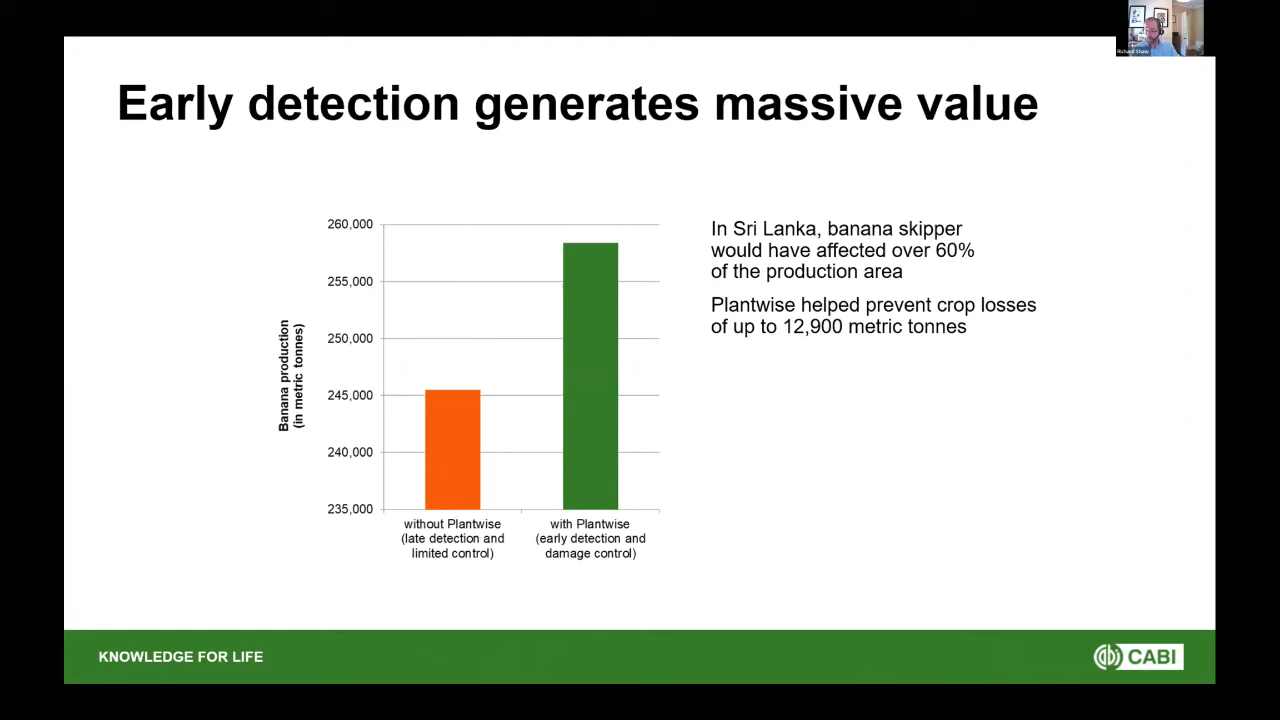 Richard Shaw
Early detection generates massive value
260,000
255,000
250,000
245,000
240,000
235,000
Banana production
(in metric tonnes)
without Plantwise
(late detection and
limited control)
with Plantwise
(early detection and
damage control)
In Sri Lanka, banana skipper
would have affected over 60%
of the production area
Plantwise helped prevent crop losses
of up to 12,900 metric tonnes
KNOWLEDGE FOR LIFE
CABI